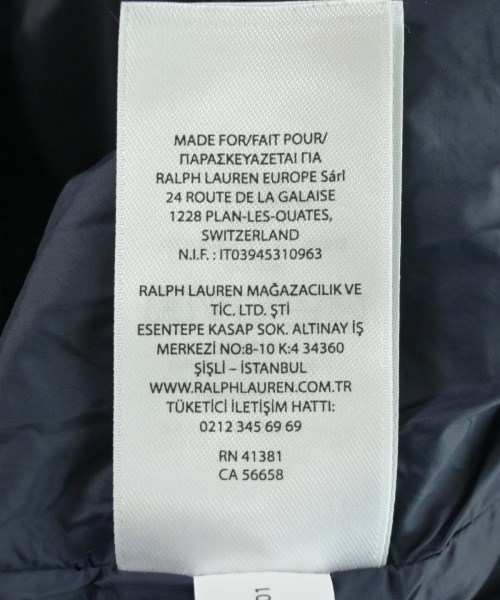 MADE FOR/FAIT POUR/
ΠΑΡΑΣΚΕΥΑΖΕΤΑΙ ΓΙΑ
RALPH LAUREN EUROPE Sárl
24 ROUTE DE LA GALAISE
1228 PLAN-LES-OUATES,
SWITZERLAND
N.I.F. : IT03945310963
RALPH LAUREN MAĞAZACILIK VE
TİC. LTD. ŞTİ
ESENTEPE KASAP SOK. ALTINAY İŞ
MERKEZİ NO:8-10 K:4 34360
ŞİŞLİ – İSTANBUL
WWW.RALPHLAUREN.COM.TR
TÜKETİCİ İLETİŞİM HATTI:
0212 345 69 69
RN 41381
CA 56658
01